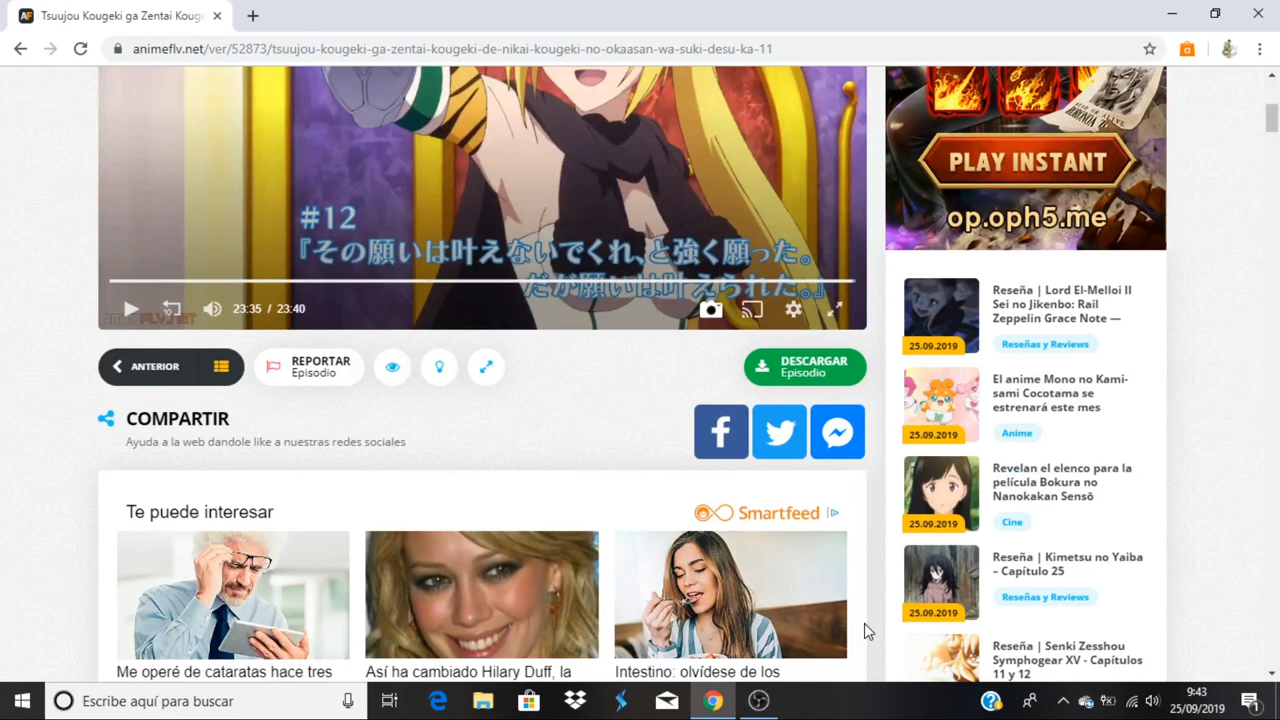 Tsuujou Kougeki ga Zentai Kouge
animeflv.net/ver/52873/tsuujou-kougeki-ga-zentai-kougeki-de-nikai-kougeki-no-okaasan-wa-suki-desu-ka-11
#12
『その願いは叶えないでくれ、と強く願った。
だが願いは叶えられた。』
10
23:35 / 23:40
ANIMEFLV.NET
ANTERIOR
REPORTAR
Episodio
DESCARGAR
Episodio
COMPARTIR
Ayuda a la web dandole like a nuestras redes sociales
Te puede interesar
Smartfeed
Me operé de cataratas hace tres
Así ha cambiado Hilary Duff, la
Intestino: olvídese de los
DEAD OR ALIVE
PLAY INSTANT
op.oph5.me
Reseña | Lord El-Melloi II
Sei no Jikenbo: Rail
Zeppelin Grace Note —
25.09.2019
Reseñas y Reviews
El anime Mono no Kami-
sami Cocotama se
estrenará este mes
25.09.2019
Anime
Revelan el elenco para la
película Bokura no
Nanokakan Sensō
25.09.2019
Cine
Reseña | Kimetsu no Yaiba
– Capítulo 25
25.09.2019
Reseñas y Reviews
Reseña | Senki Zesshou
Symphogear XV - Capítulos
11 y 12
Escribe aquí para buscar
9:43
25/09/2019
1